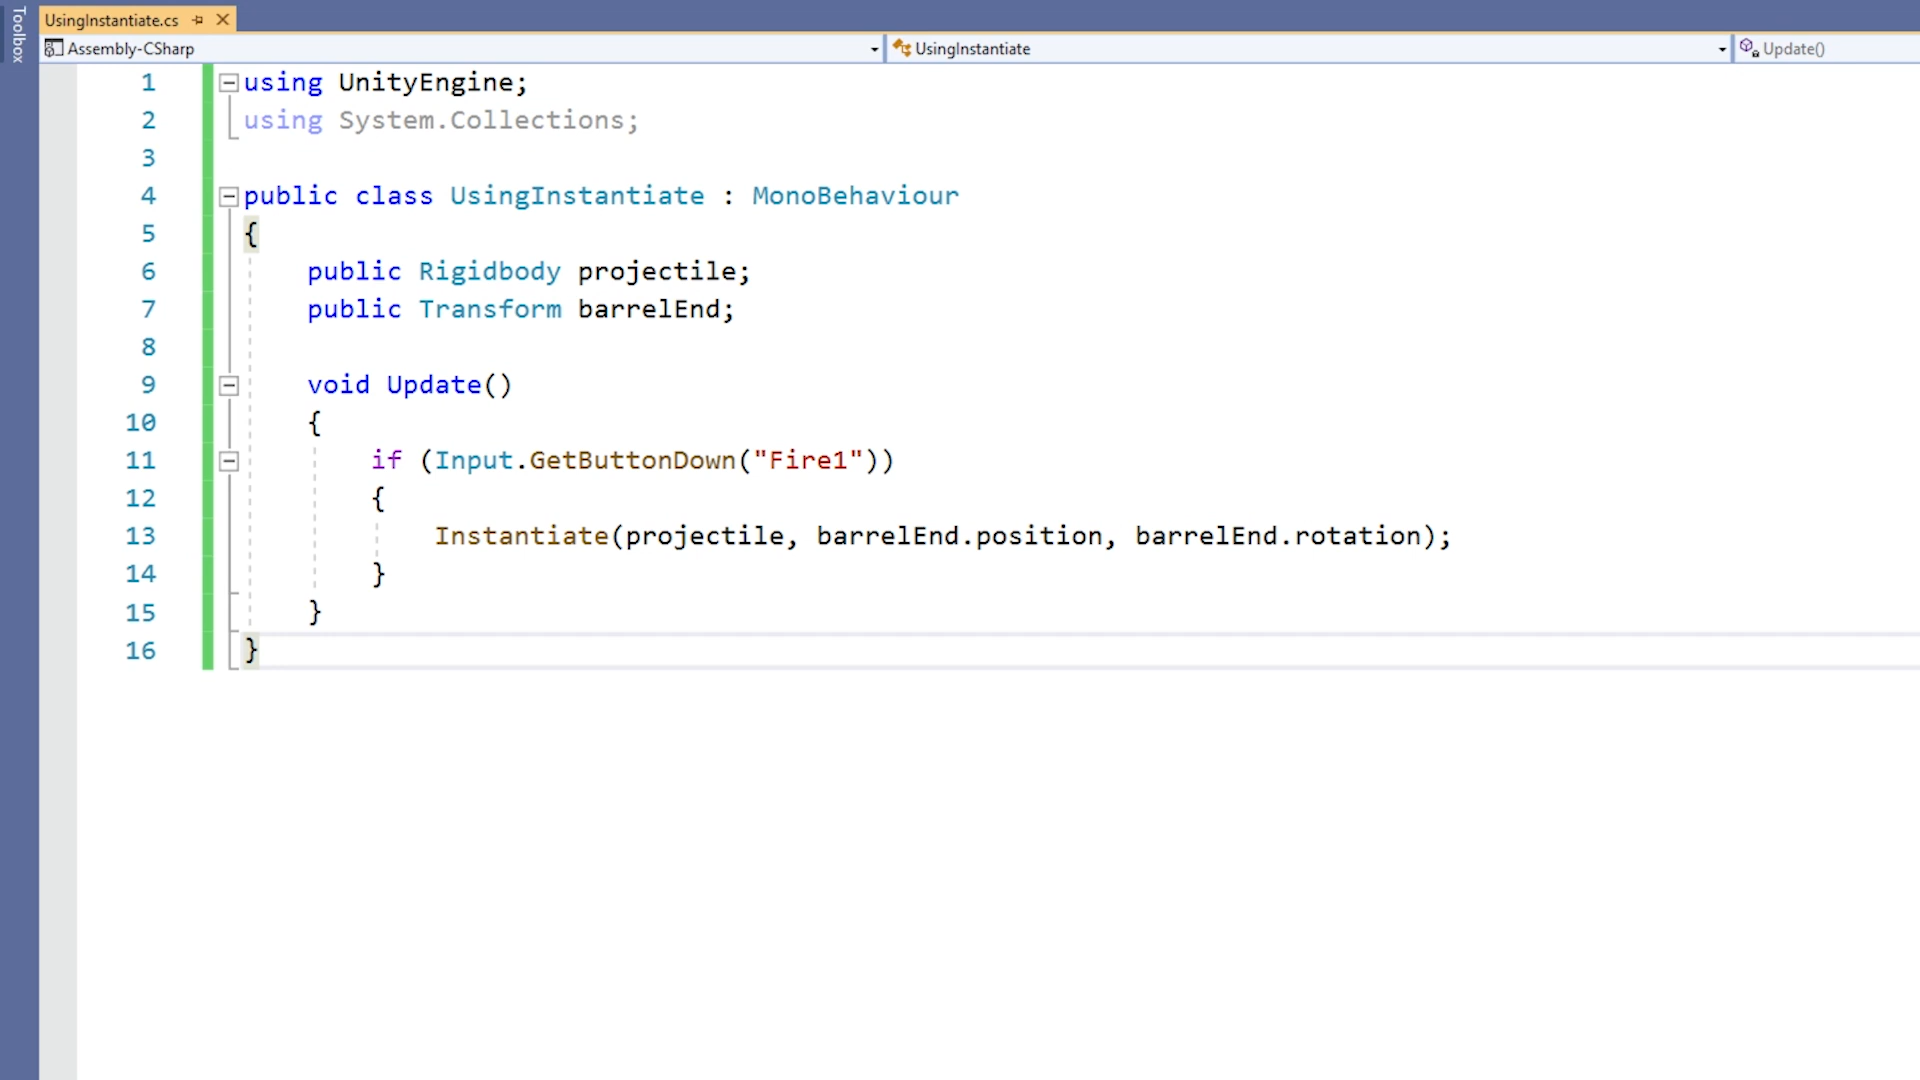 Toolbox
UsingInstantiate.cs
Assembly-CSharp UsingInstantiate Update()
1 using UnityEngine;
2 using System.Collections;
3
4 public class UsingInstantiate : MonoBehaviour
5 {
6 public Rigidbody projectile;
7 public Transform barrelEnd;
8
9 void Update()
10 {
11 if (Input.GetButtonDown("Fire1"))
12 {
13 Instantiate(projectile, barrelEnd.position, barrelEnd.rotation);
14 }
15 }
16 }